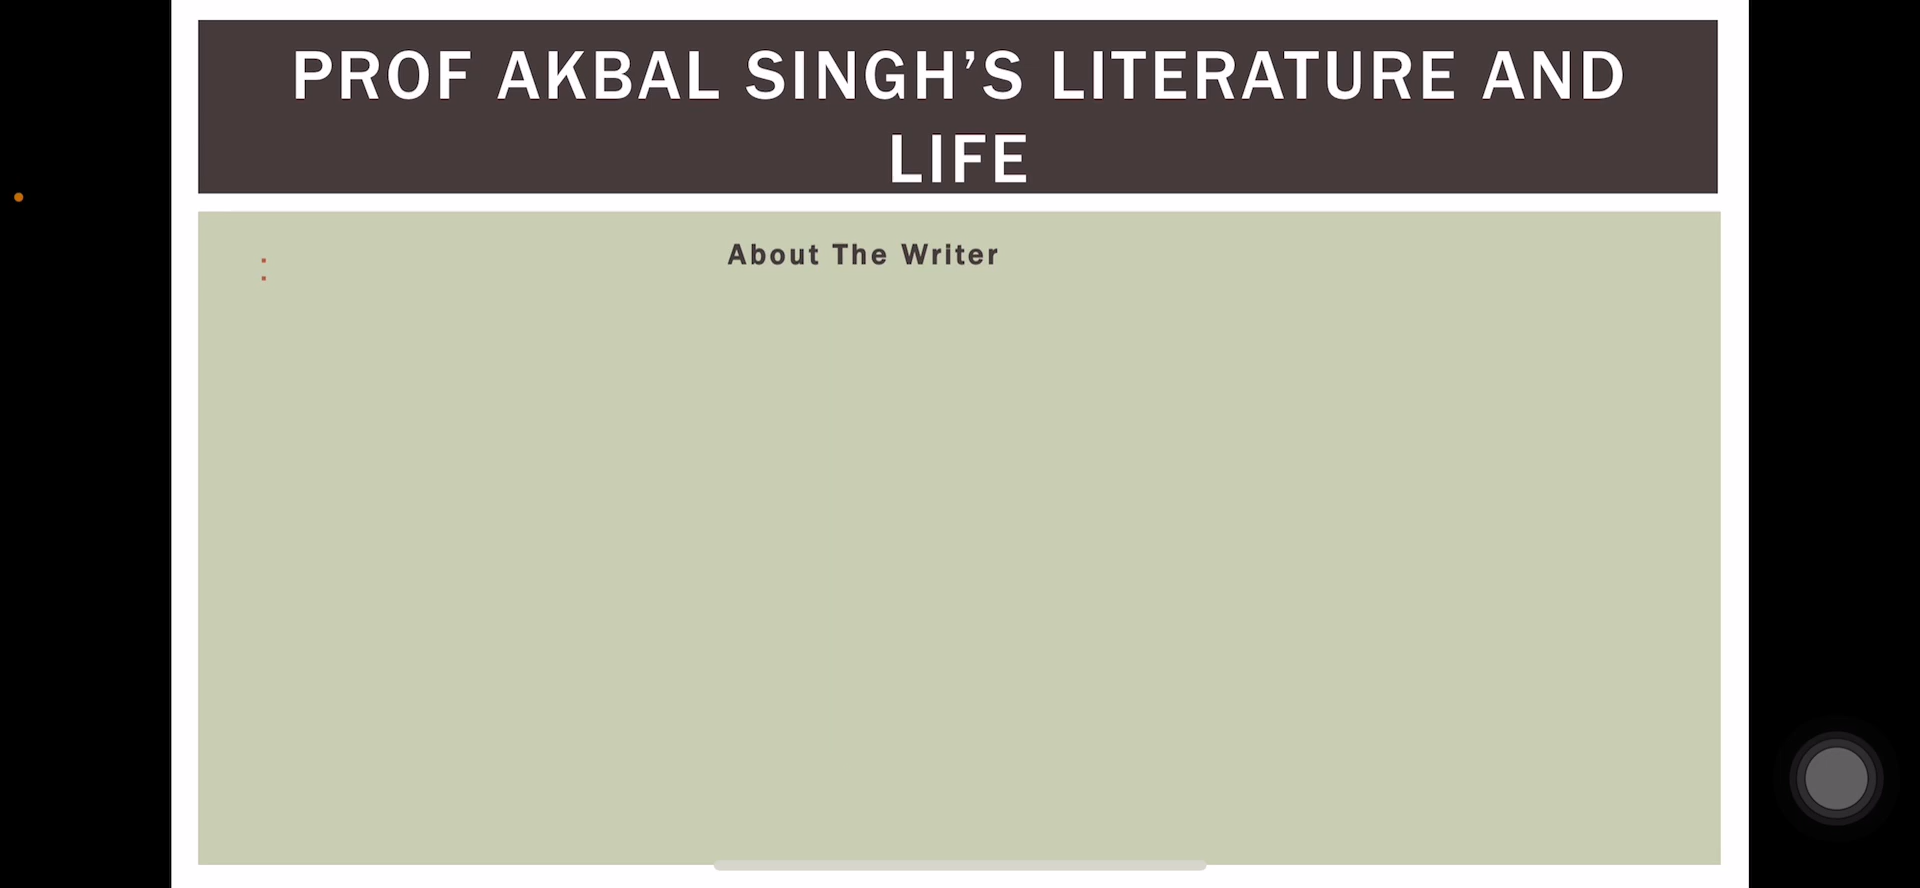 PROF AKBAL SINGH’S LITERATURE AND
LIFE
About The Writer